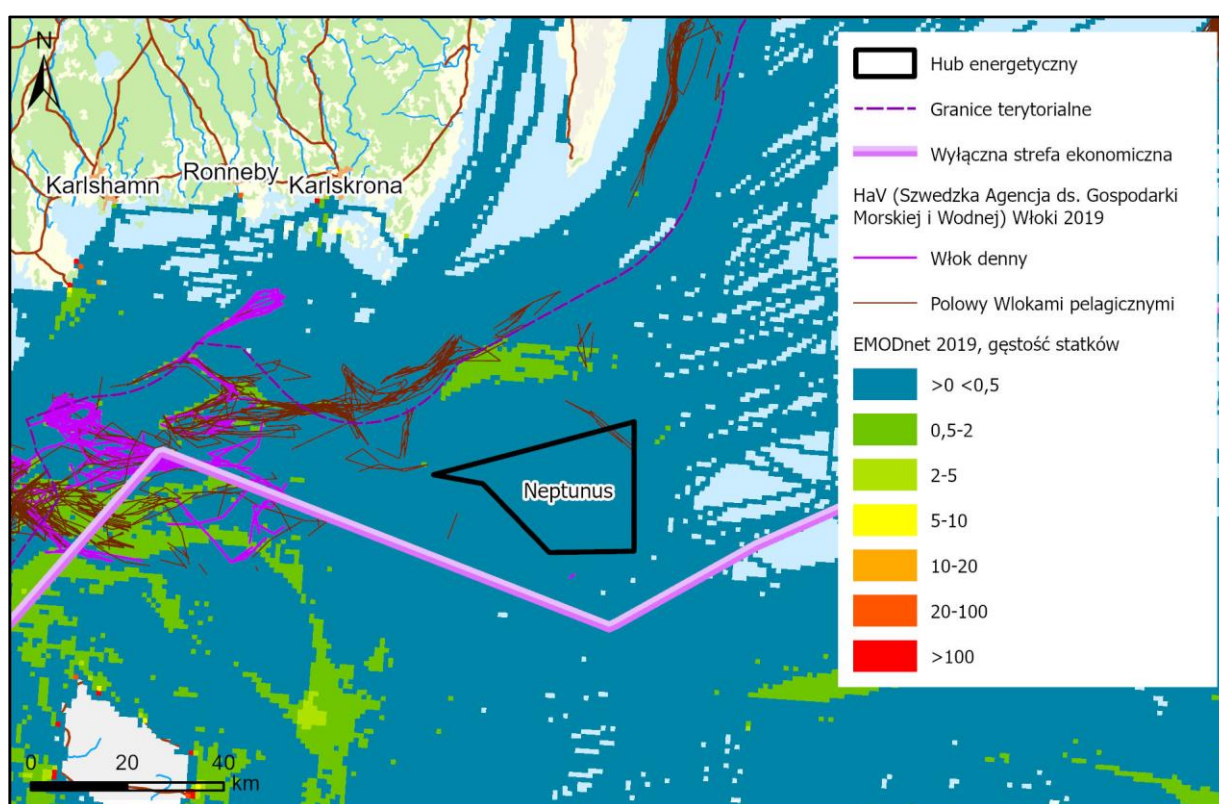 N
Karlshamn
Ronneby
Karlskrona
Neptunus
0 20 40
km
Hub energetyczny
Granice terytorialne
Wyłączna strefa ekonomiczna
HaV (Szwedzka Agencja ds. Gospodarki
Morskiej i Wodnej) Włoki 2019
Włok denny
Polowy Wlokami pelagicznymi
EMODnet 2019, gęstość statków
>0 <0,5
0,5-2
2-5
5-10
10-20
20-100
>100